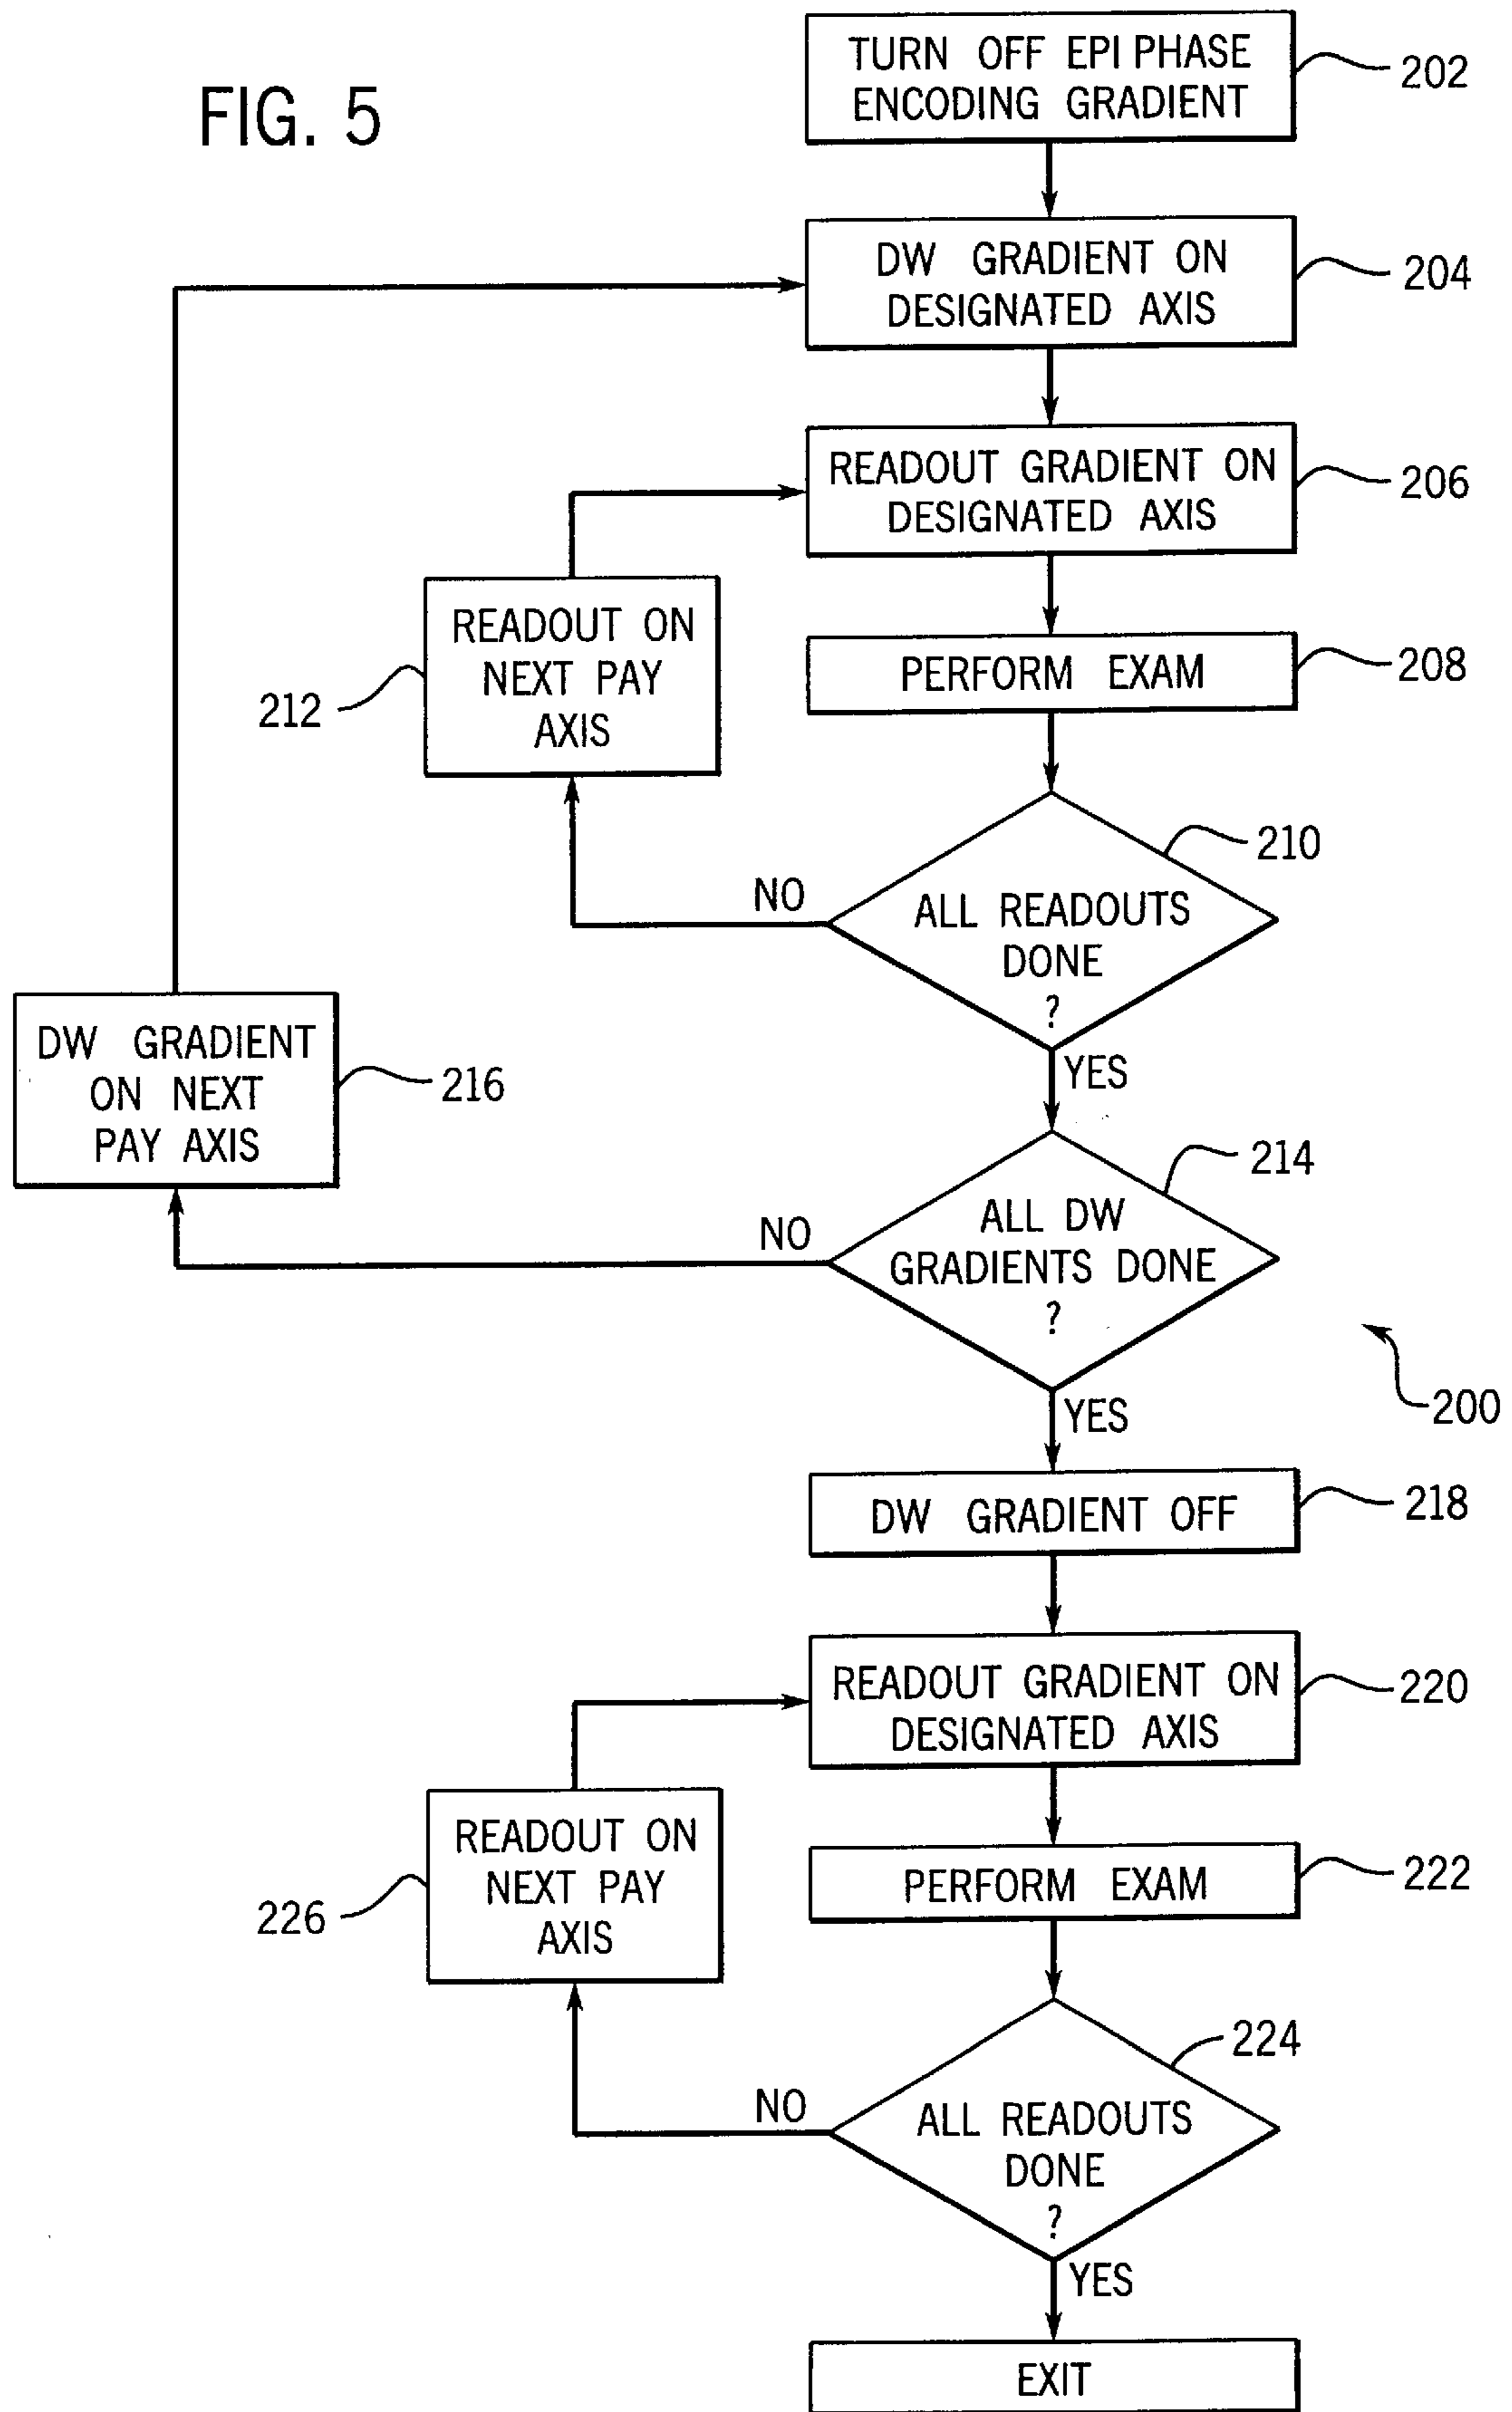 FIG. 5
TURN OFF EPI PHASE
ENCODING GRADIENT
202
DW GRADIENT ON
DESIGNATED AXIS
204
READOUT GRADIENT ON
DESIGNATED AXIS
206
READOUT ON
NEXT PAY
AXIS
212
PERFORM EXAM
208
210
ALL READOUTS
DONE
?
NO
YES
DW GRADIENT
ON NEXT
PAY AXIS
216
214
ALL DW
GRADIENTS DONE
?
NO
YES
200
DW GRADIENT OFF
218
READOUT GRADIENT ON
DESIGNATED AXIS
220
READOUT ON
NEXT PAY
AXIS
226
PERFORM EXAM
222
224
ALL READOUTS
DONE
?
NO
YES
EXIT